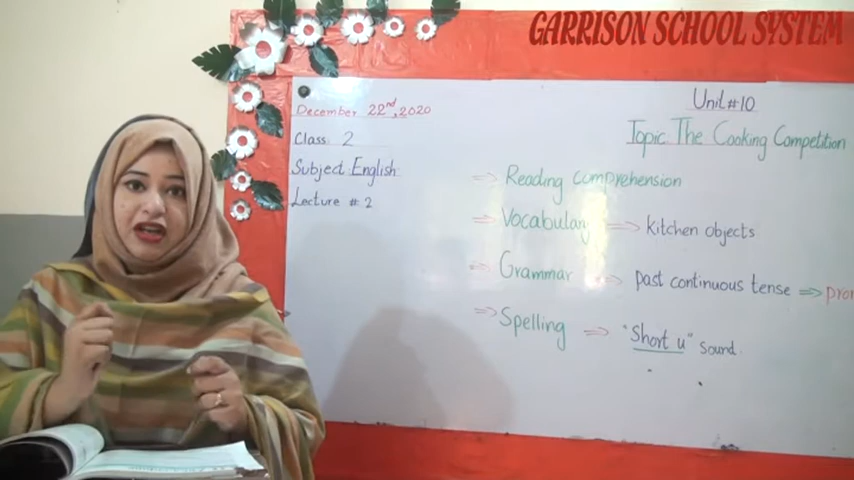 GARRISON SCHOOL SYSTEM
December 22nd, 2020
Class 2
Subject English
Lecture # 2
Unit # 10
Topic The Cooking Competition
⇒ Reading comprehension
⇒ Vocabulary ⇒ kitchen objects
⇒ Grammar ⇒ past continuous tense ⇒
⇒ Spelling ⇒ "Short u" sound.